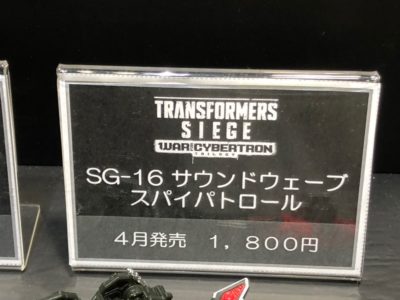 TRANSFORMERS
SIEGE
WAR FOR CYBERTRON
TRILOGY
SG-16 サウンドウェーブ
スパイパトロール
4月発売 1,800円